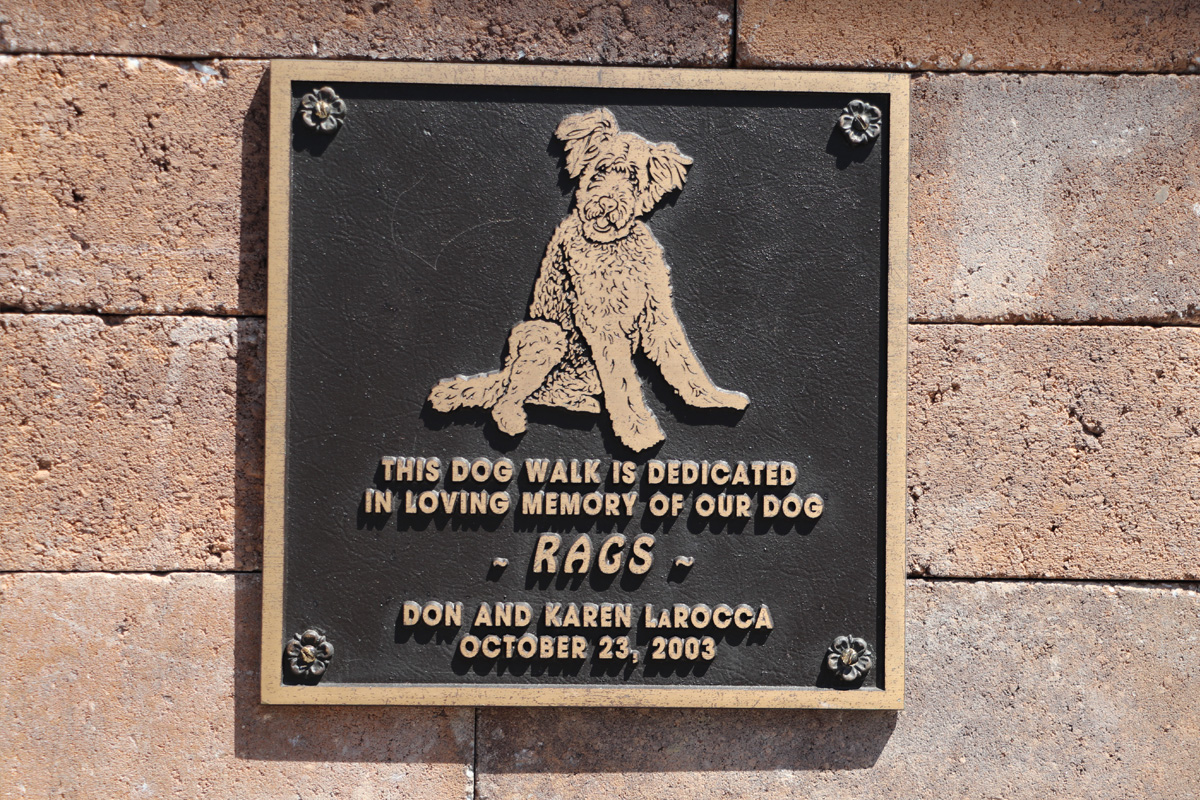 THIS DOG WALK IS DEDICATED
IN LOVING MEMORY OF OUR DOG
~ RAGS ~
DON AND KAREN LaROCCA
OCTOBER 23, 2003